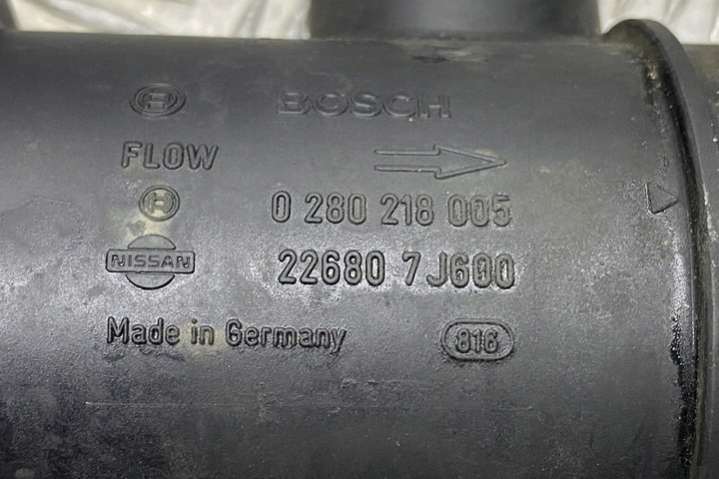 BOSCH
FLOW
0 280 218 005
NISSAN
22680 7J600
Made in Germany
816